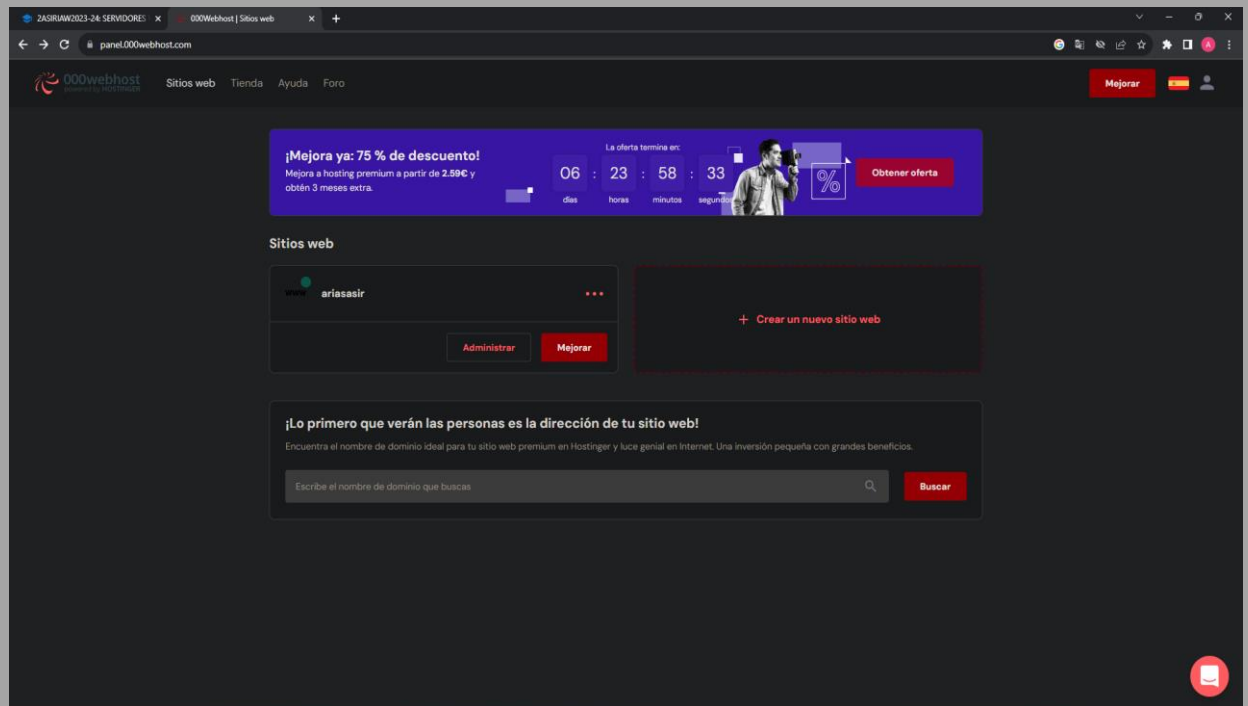 2ASIRIAW2023-24: SERVIDORES
000Webhost | Sitios web
panel.000webhost.com
000webhost
powered by HOSTINGER
Sitios web Tienda Ayuda Foro
Mejorar
¡Mejora ya: 75 % de descuento!
Mejora a hosting premium a partir de 2.59€ y
obtén 3 meses extra.
La oferta termina en:
06 : 23 : 58 : 33
días horas minutos segundos
%
Obtener oferta
Sitios web
www
ariasasir
Administrar
Mejorar
+ Crear un nuevo sitio web
¡Lo primero que verán las personas es la dirección de tu sitio web!
Encuentra el nombre de dominio ideal para tu sitio web premium en Hostinger y luce genial en Internet. Una inversión pequeña con grandes beneficios.
Escribe el nombre de dominio que buscas
Buscar